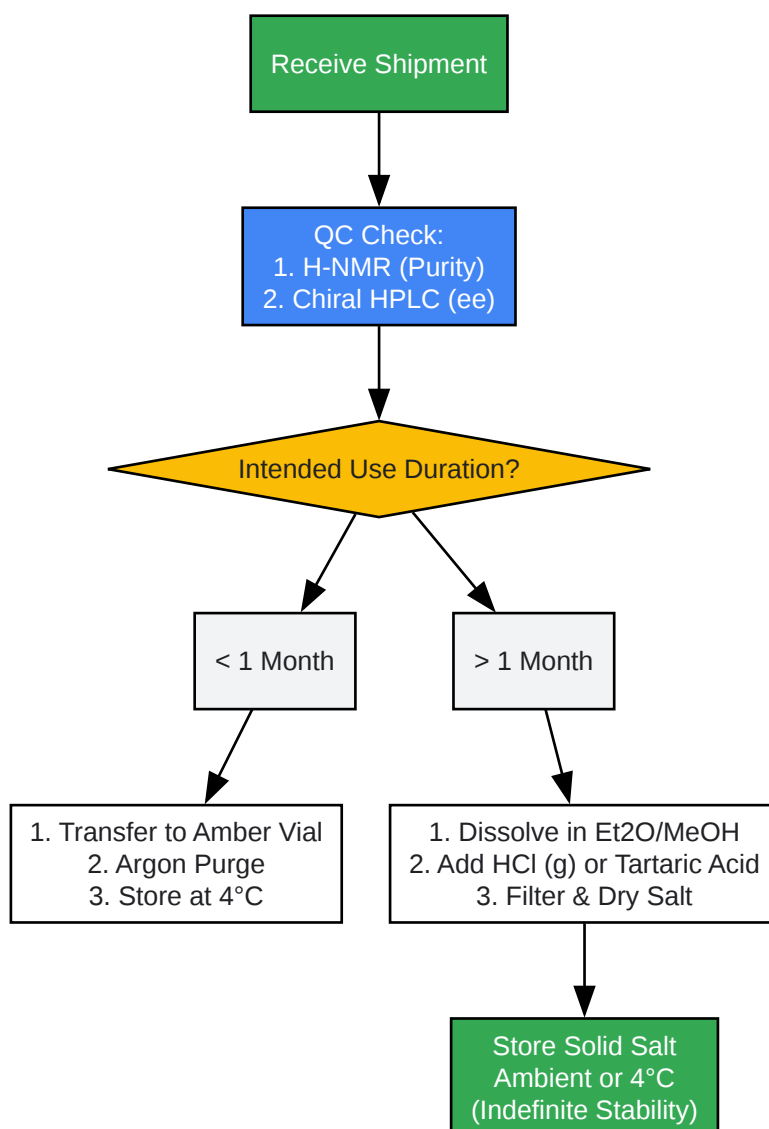 Receive Shipment
QC Check:
1. H-NMR (Purity)
2. Chiral HPLC (ee)
Intended Use Duration?
< 1 Month
> 1 Month
1. Transfer to Amber Vial
2. Argon Purge
3. Store at 4°C
1. Dissolve in Et2O/MeOH
2. Add HCl (g) or Tartaric Acid
3. Filter & Dry Salt
Store Solid Salt
Ambient or 4°C
(Indefinite Stability)